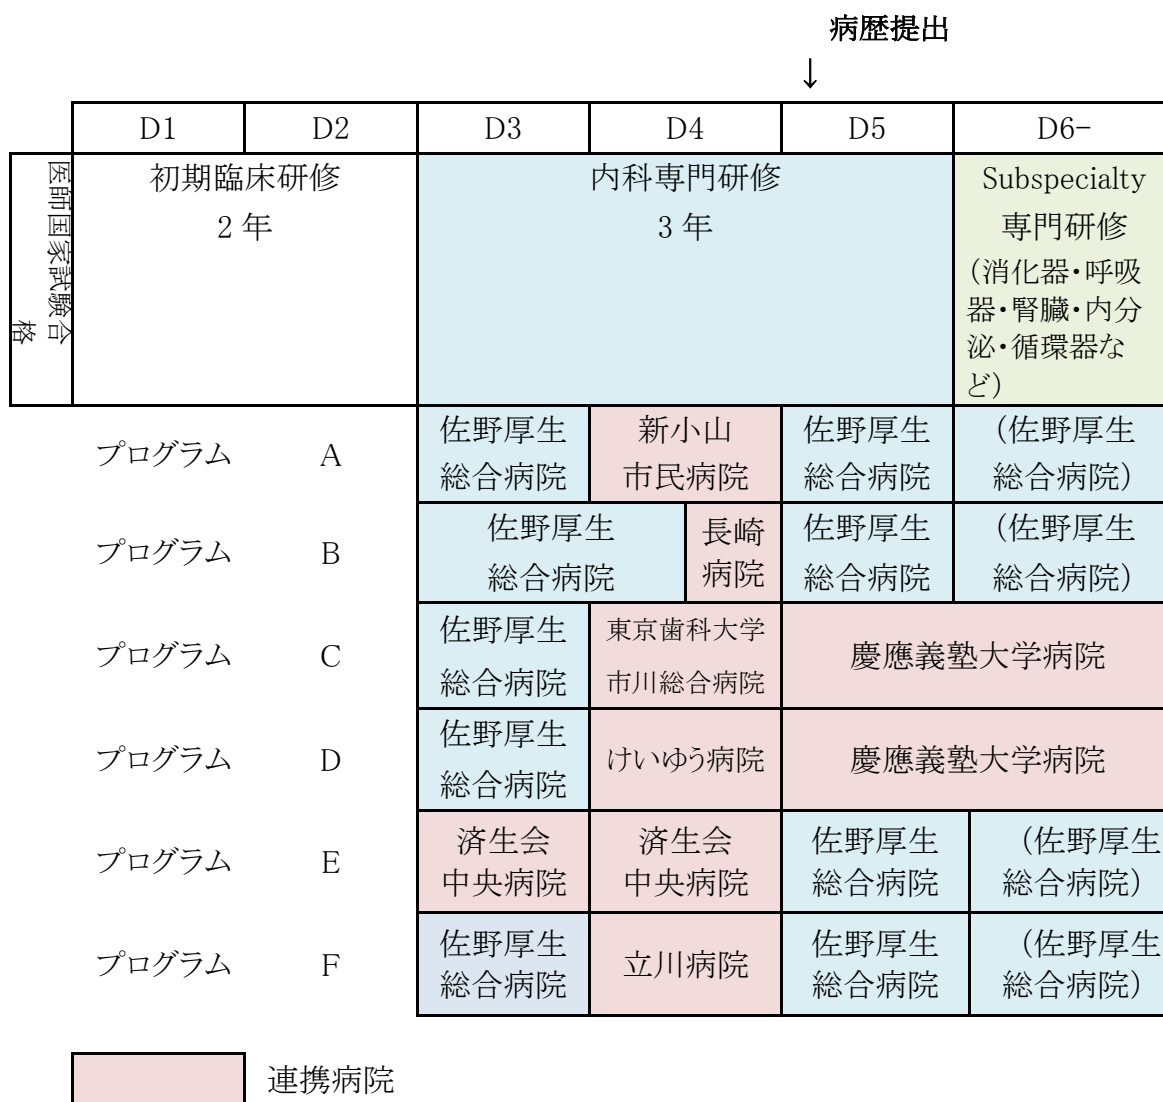 病歴提出
↓
D1 D2 D3 D4 D5 D6−
医師国家試験合格
初期臨床研修
2 年
内科専門研修
3 年
Subspecialty
専門研修
（消化器・呼吸
器・腎臓・内分
泌・循環器な
ど）
プログラム A
佐野厚生
総合病院
新小山
市民病院
佐野厚生
総合病院
（佐野厚生
総合病院）
プログラム B
佐野厚生
総合病院
長崎
病院
佐野厚生
総合病院
（佐野厚生
総合病院）
プログラム C
佐野厚生
総合病院
東京歯科大学
市川総合病院
慶應義塾大学病院
プログラム D
佐野厚生
総合病院
けいゆう病院
慶應義塾大学病院
プログラム E
済生会
中央病院
済生会
中央病院
佐野厚生
総合病院
（佐野厚生
総合病院）
プログラム F
佐野厚生
総合病院
立川病院
佐野厚生
総合病院
（佐野厚生
総合病院）
連携病院